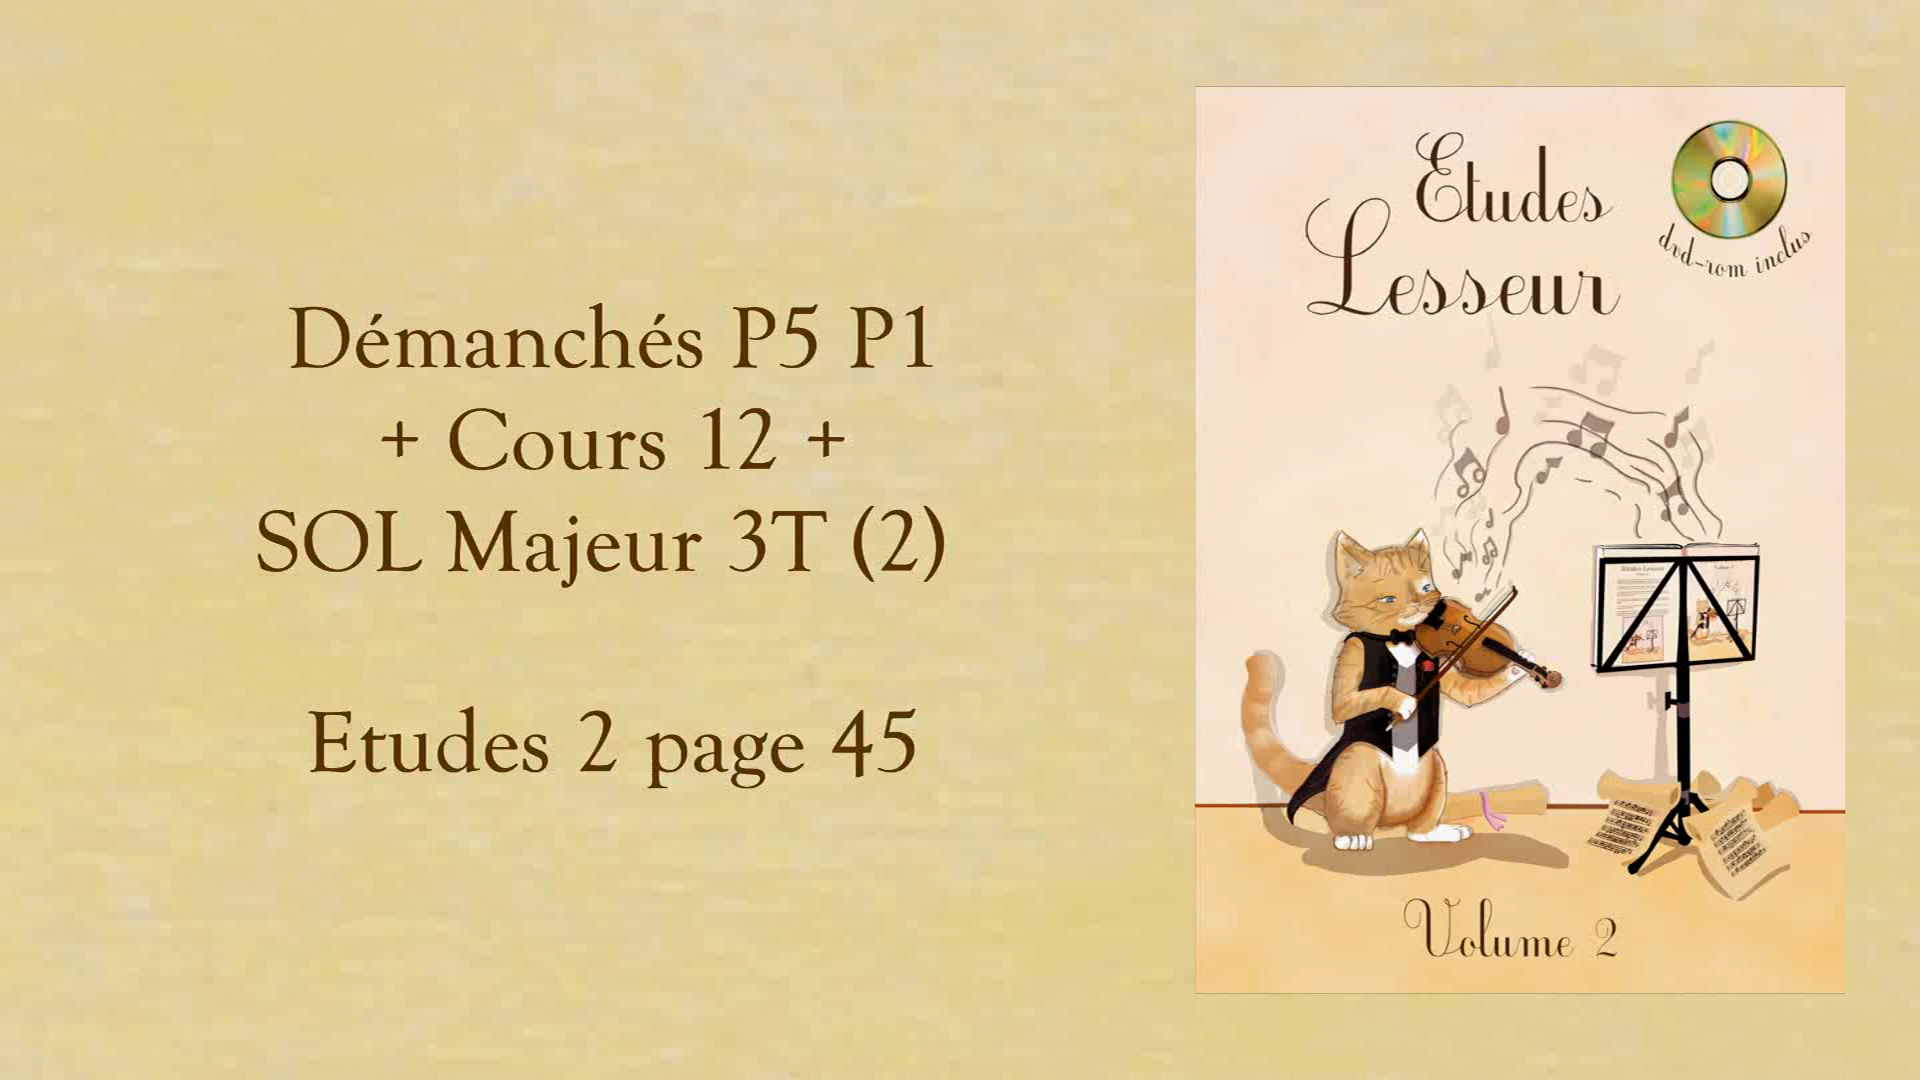 Démanchés P5 P1
+ Cours 12 +
SOL Majeur 3T (2)
Etudes 2 page 45
Etudes
Lesseur
dvd-rom inclus
Volume 2